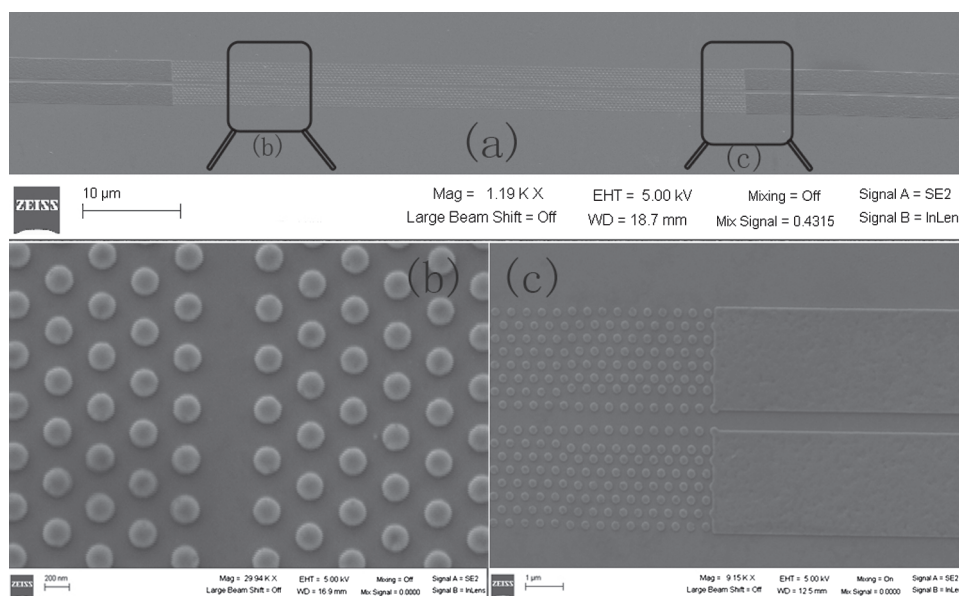 (b)
(a)
(c)
ZEISS
10 µm
Mag = 1.19 K X
EHT = 5.00 kV
Mixing = Off
Signal A = SE2
Large Beam Shift = Off
WD = 18.7 mm
Mix Signal = 0.4315
Signal B = InLen
(b)
(c)
ZEISS
200 nm
Mag = 29.94 K X
EHT = 5.00 kV
Mixing = Off
Signal A = SE2
Large Beam Shift = Off
WD = 16.9 mm
Mix Signal = 0.0000
Signal B = InLens
ZEISS
1 µm
Mag = 9.15 K X
EHT = 5.00 kV
Mixing = On
Signal A = SE2
Large Beam Shift = Off
WD = 12.5 mm
Mix Signal = 0.0000
Signal B = InLens